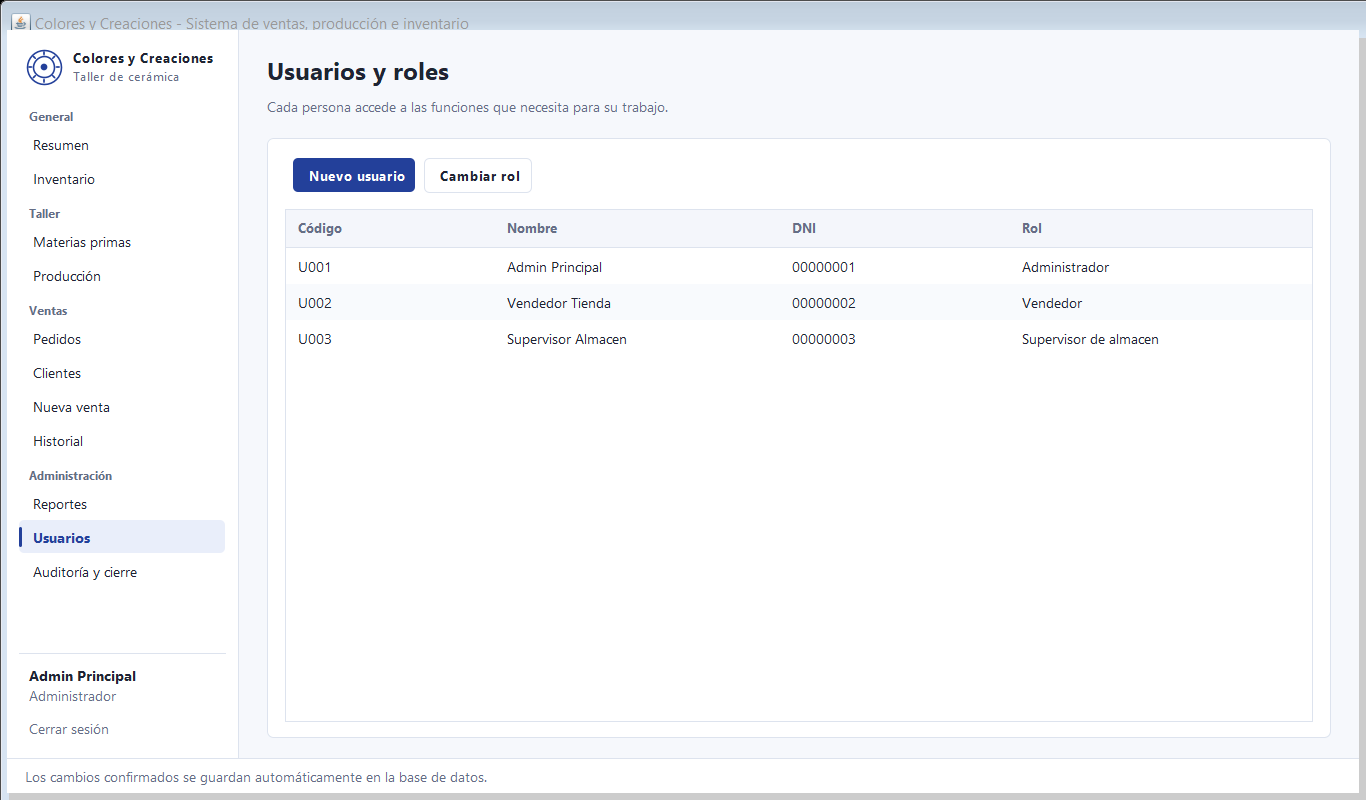 Colores y Creaciones - Sistema de ventas, producción e inventario
Colores y Creaciones
Taller de cerámica
General
Resumen
Inventario
Taller
Materias primas
Producción
Ventas
Pedidos
Clientes
Nueva venta
Historial
Administración
Reportes
Usuarios
Auditoría y cierre
Admin Principal
Administrador
Cerrar sesión
Usuarios y roles
Cada persona accede a las funciones que necesita para su trabajo.
Nuevo usuario Cambiar rol
Código Nombre DNI Rol
U001 Admin Principal 00000001 Administrador
U002 Vendedor Tienda 00000002 Vendedor
U003 Supervisor Almacen 00000003 Supervisor de almacen
Los cambios confirmados se guardan automáticamente en la base de datos.